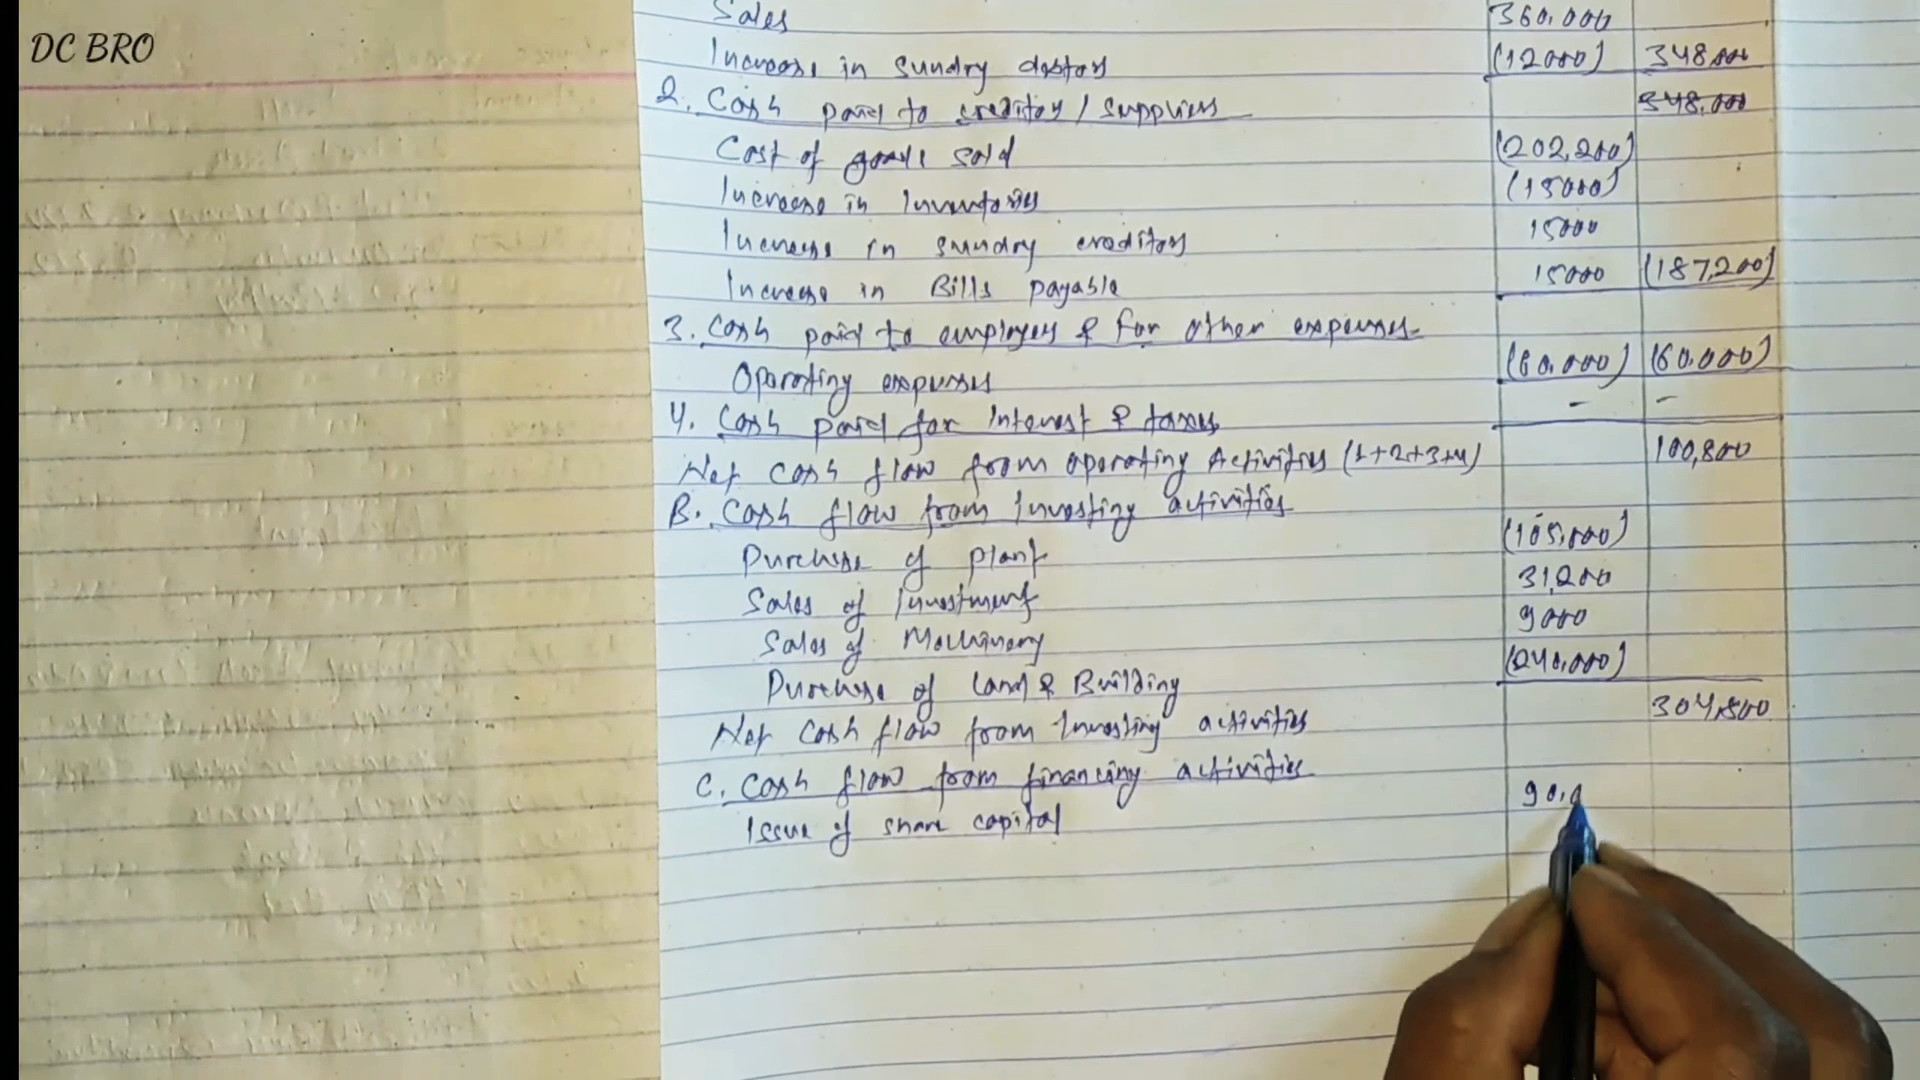 DC BRO
Sales 360,000
Increase in sundry debtors (12000) 348,000
2. Cash paid to creditors / suppliers 348,000
Cost of goods sold (202,200)
Increase in Inventories (15000)
Increase in sundry creditors 15000
Increase in Bills payable 15000 (187,200)
3. Cash paid to employees & for other expenses
Operating expenses (60,000) (60,000)
4. Cash paid for Interest & taxes - -
Net cash flow from Operating Activities (1+2+3+4) 100,800
B. Cash flow from Investing activities
Purchase of plant (105,000)
Sales of Investment 31,200
Sales of Machinery 9000
Purchase of Land & Building (240,000)
Net cash flow from Investing activities 304,800
C. Cash flow from financing activities
Issue of share capital 90,0